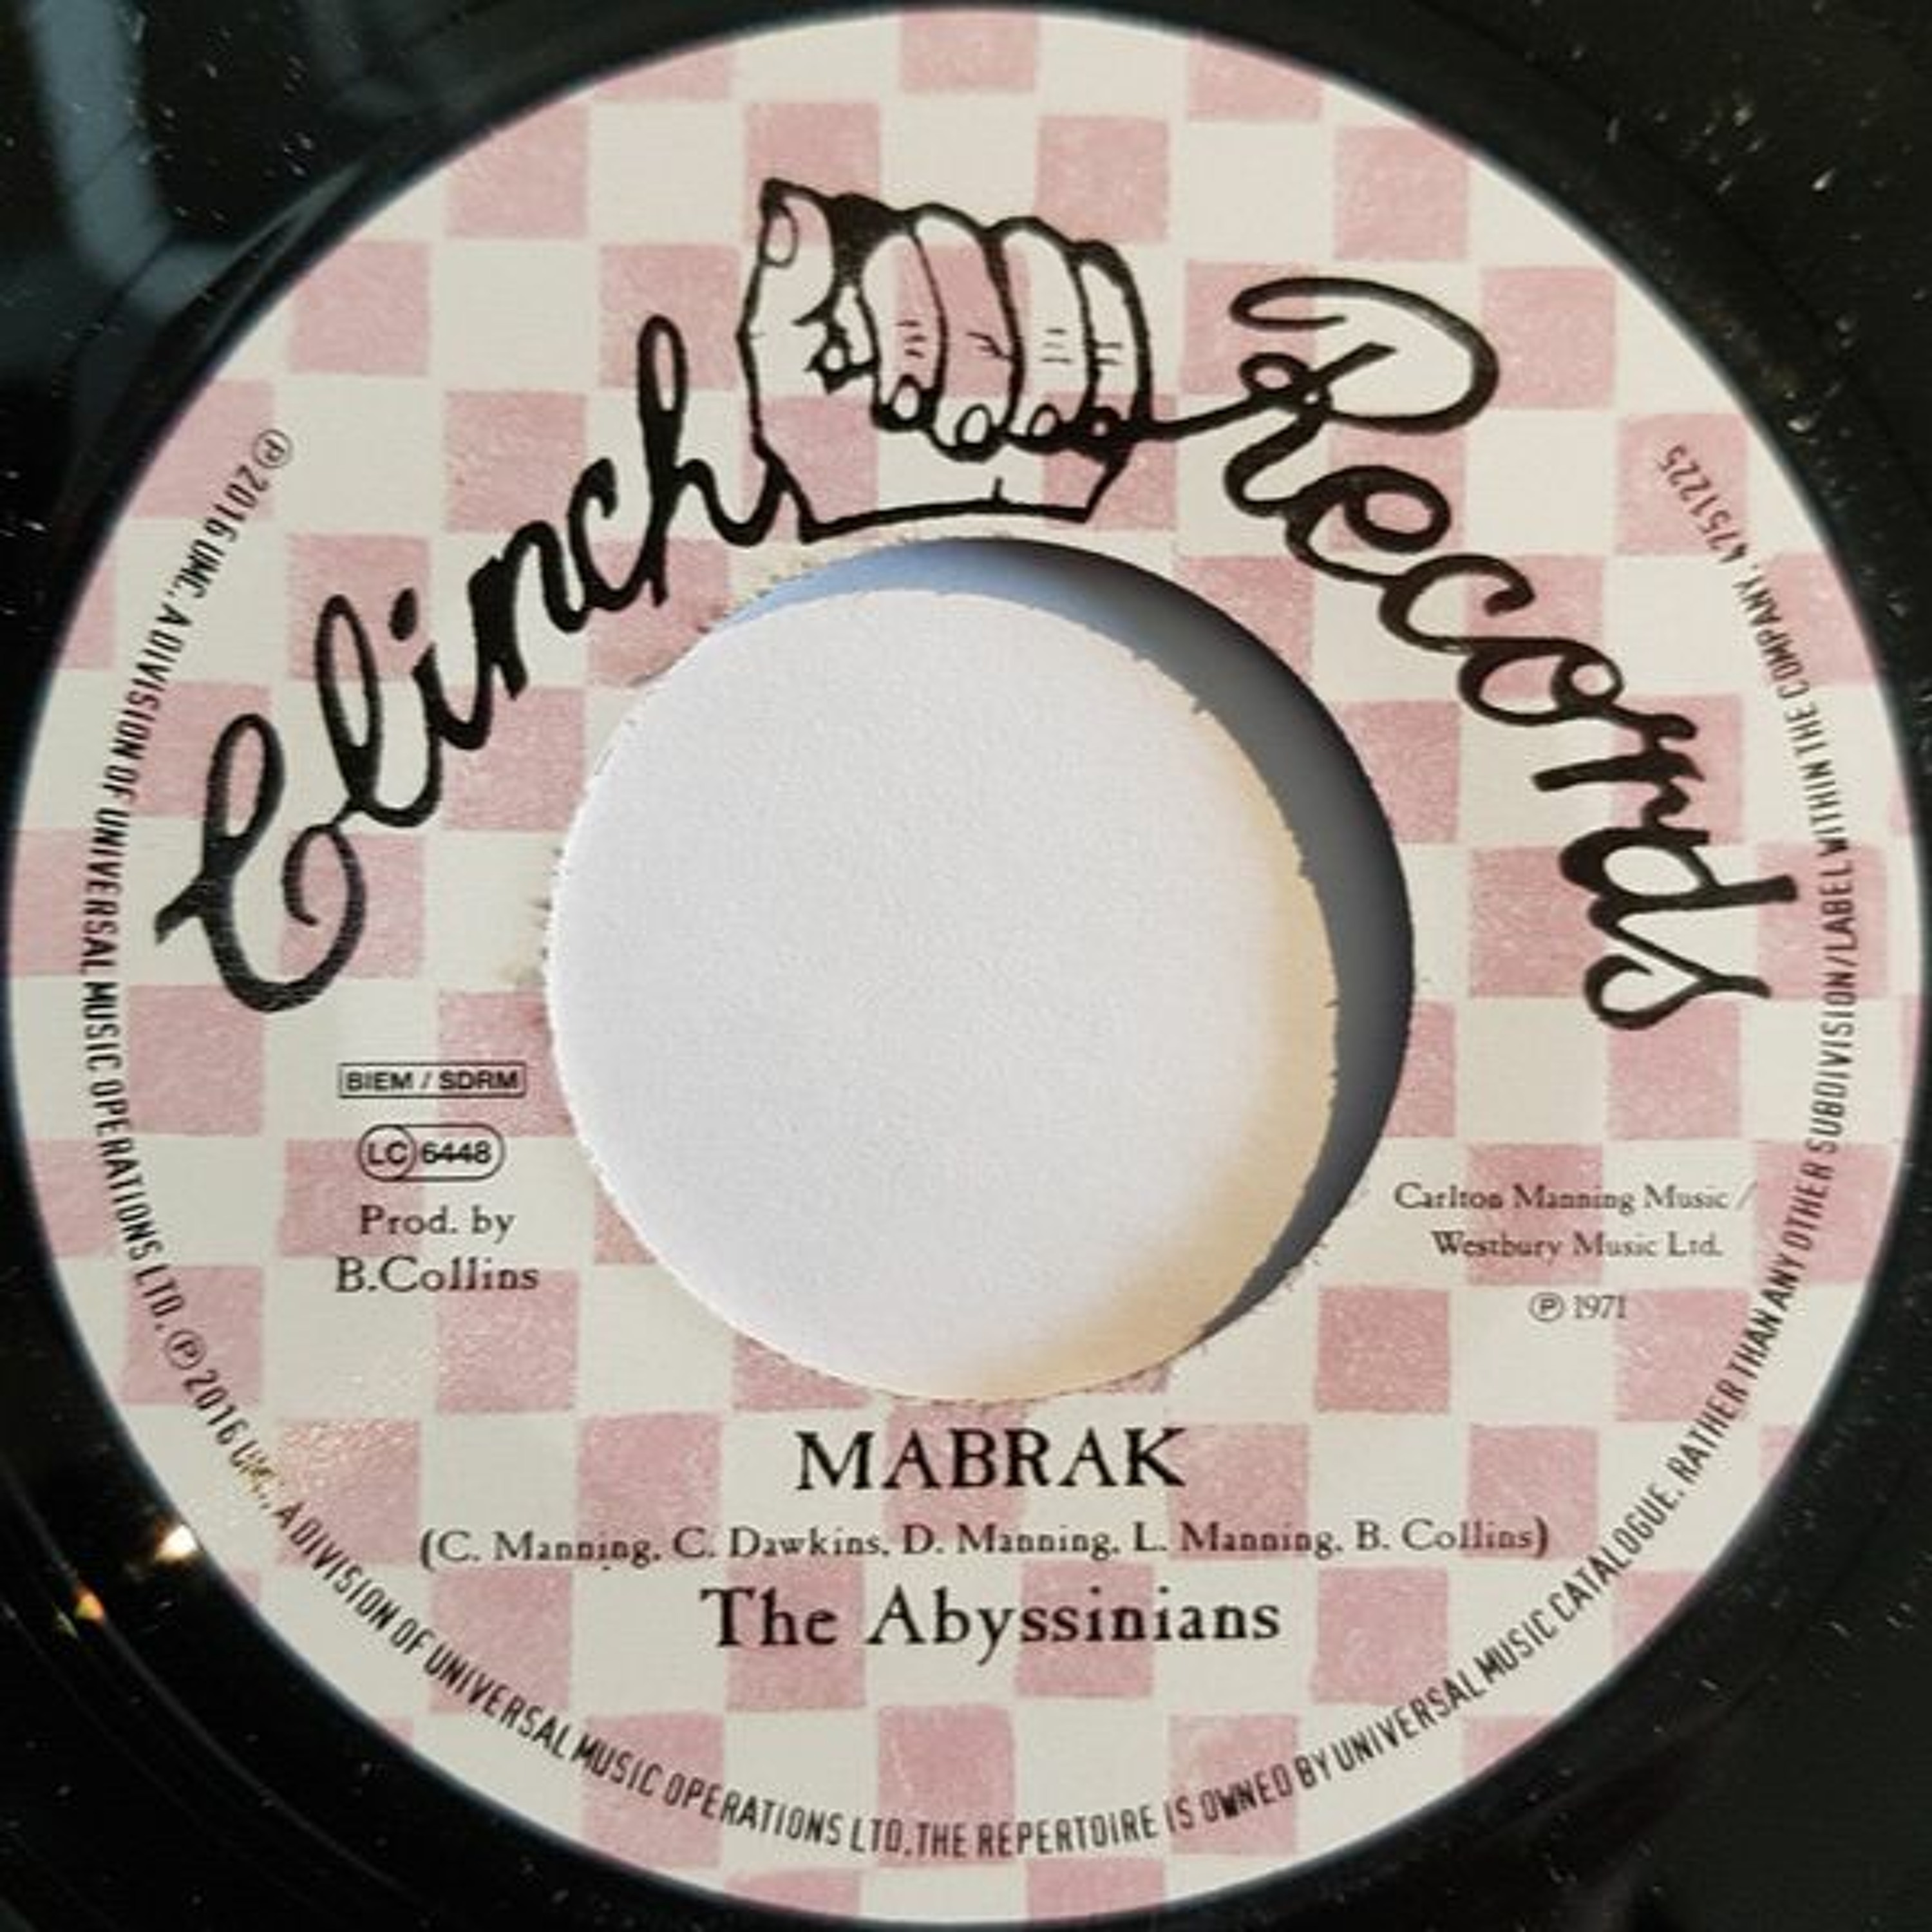 Clinch Records
BIEM / SDRM
LC 6448
Prod. by
B.Collins
Carlton Manning Music /
Westbury Music Ltd.
℗ 1971
MABRAK
(C. Manning, C. Dawkins, D. Manning, L. Manning, B. Collins)
The Abyssinians
℗ 2016 UMC, A DIVISION OF UNIVERSAL MUSIC OPERATIONS LTD. ℗ 2016 UMC, A DIVISION OF UNIVERSAL MUSIC OPERATIONS LTD. THE REPERTOIRE IS OWNED BY UNIVERSAL MUSIC CATALOGUE, RATHER THAN ANY OTHER SUBDIVISION/LABEL WITHIN THE COMPANY. 4751225